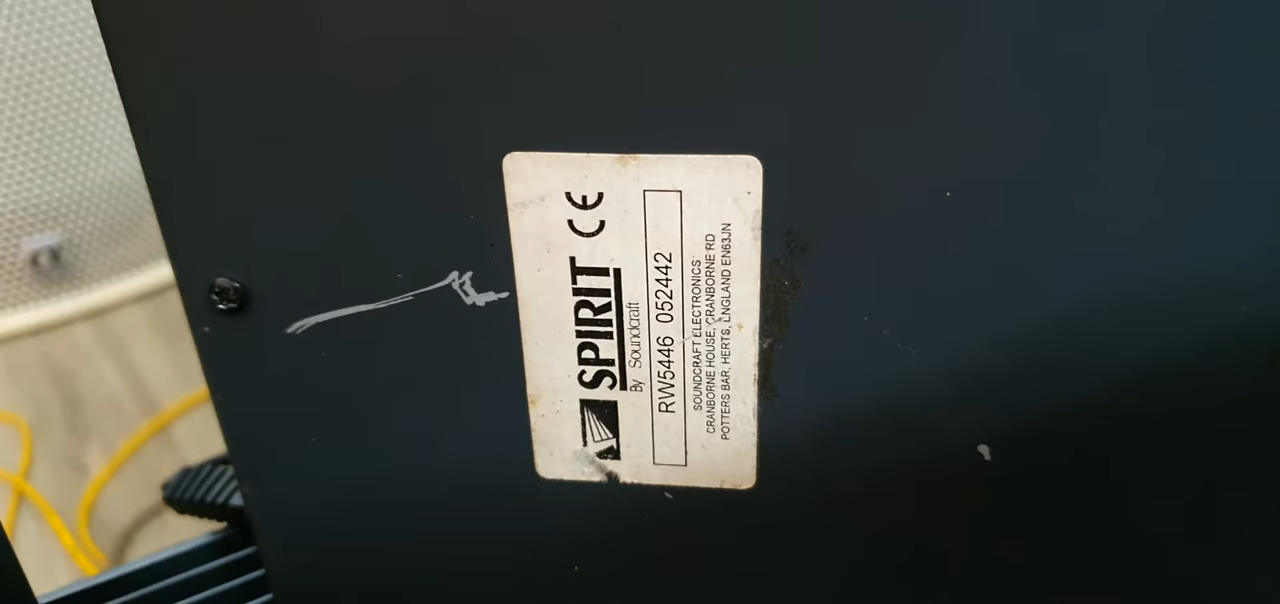 SPIRIT CE
By Soundcraft
RW5446 052442
SOUNDCRAFT ELECTRONICS
CRANBORNE HOUSE, CRANBORNE RD
POTTERS BAR, HERTS, ENGLAND EN63JN